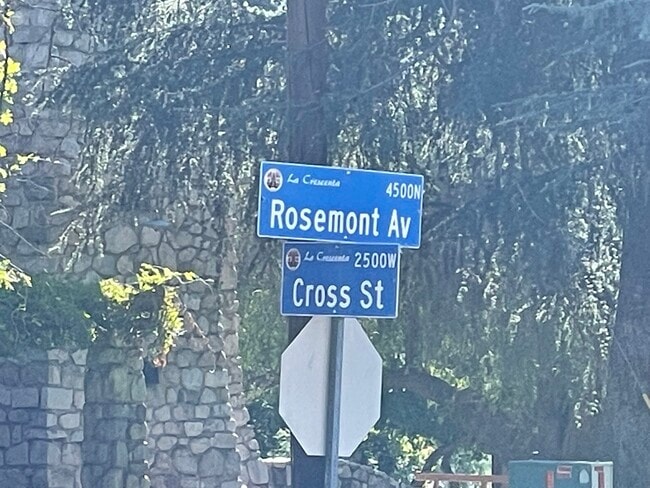 La Crescenta 4500N
Rosemont Av
La Crescenta 2500W
Cross St